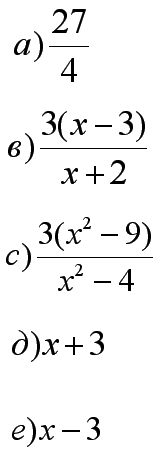 а) 27/4
в) 3(x − 3)/(x + 2)
с) 3(x² − 9)/(x² − 4)
д) x + 3
е) x − 3